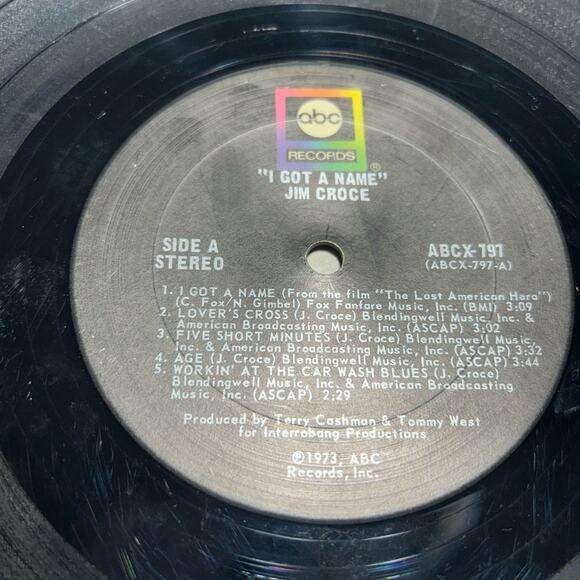 abc
RECORDS®
"I GOT A NAME"
JIM CROCE
SIDE A
STEREO
ABCX-797
(ABCX-797-A)
1. I GOT A NAME (From the film "The Last American Hero")
(C. Fox/N. Gimbel) Fox Fanfare Music, Inc. (BMI) 3:09
2. LOVER'S CROSS (J. Croce) Blendingwell Music, Inc. &
American Broadcasting Music, Inc. (ASCAP) 3:02
3. FIVE SHORT MINUTES (J. Croce) Blendingwell Music,
Inc. & American Broadcasting Music, Inc. (ASCAP) 3:32
4. AGE (J. Croce) Blendingwell Music, Inc. (ASCAP) 3:44
5. WORKIN' AT THE CAR WASH BLUES (J. Croce)
Blendingwell Music, Inc. & American Broadcasting
Music, Inc. (ASCAP) 2:29
Produced by Terry Cashman & Tommy West
for Interrobang Productions
℗1973, ABC
Records, Inc.